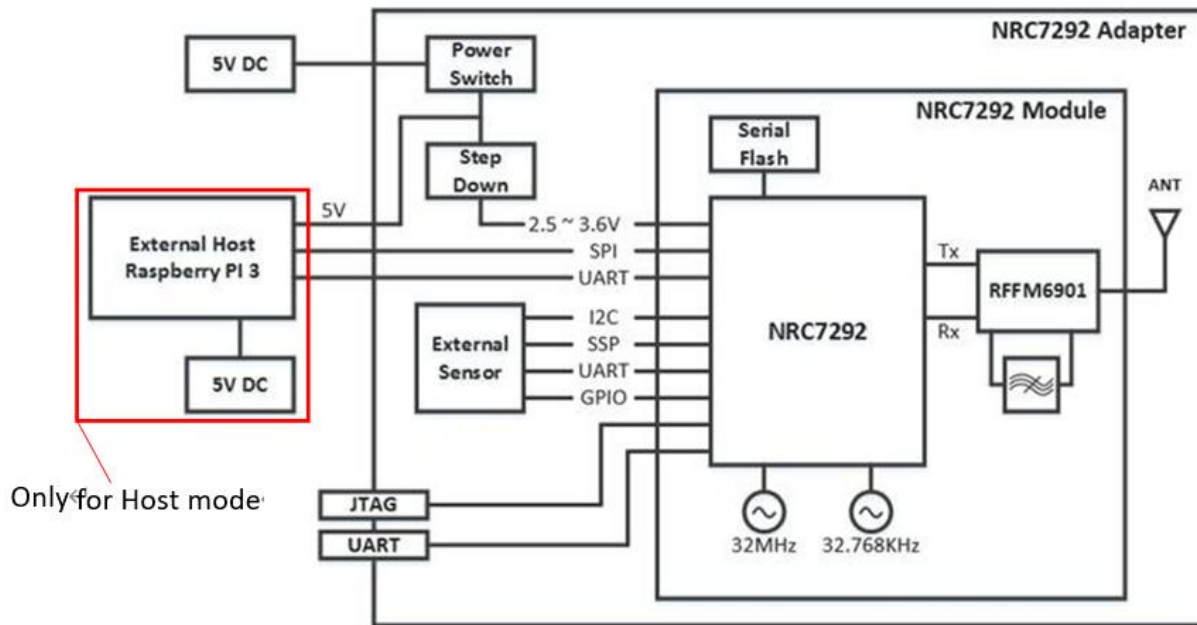 NRC7292 Adapter
5V DC
Power
Switch
NRC7292 Module
Serial
Flash
Step
Down
ANT
5V
External Host
Raspberry PI 3
2.5 ~ 3.6V
SPI
UART
Tx
RFFM6901
Rx
NRC7292
External
Sensor
I2C
SSP
UART
GPIO
5V DC
Only for Host mode
JTAG
UART
32MHz
32.768KHz